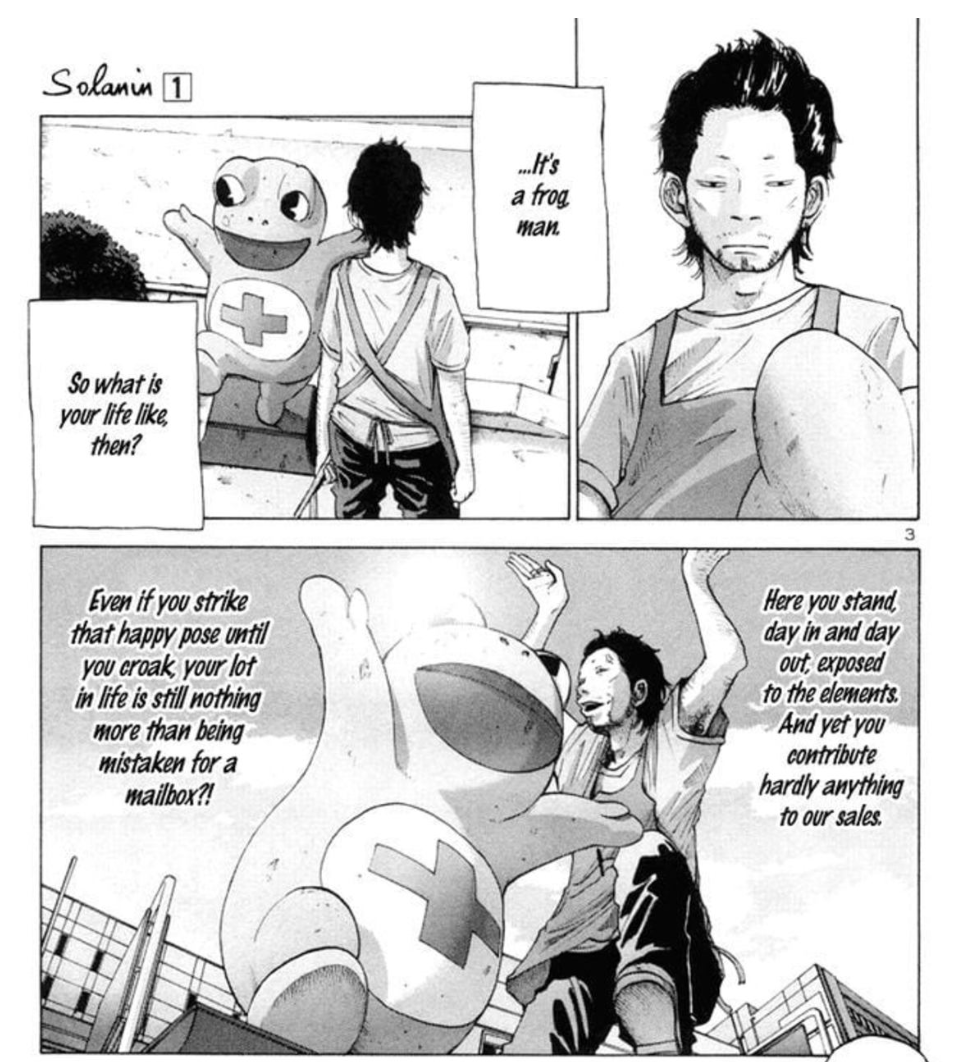 Solanin 1
...It's
a frog,
man.
So what is
your life like,
then?
3
Here you stand,
day in and day
out, exposed
to the elements.
And yet you
contribute
hardly anything
to our sales.
Even if you strike
that happy pose until
you croak, your lot
in life is still nothing
more than being
mistaken for a
mailbox?!